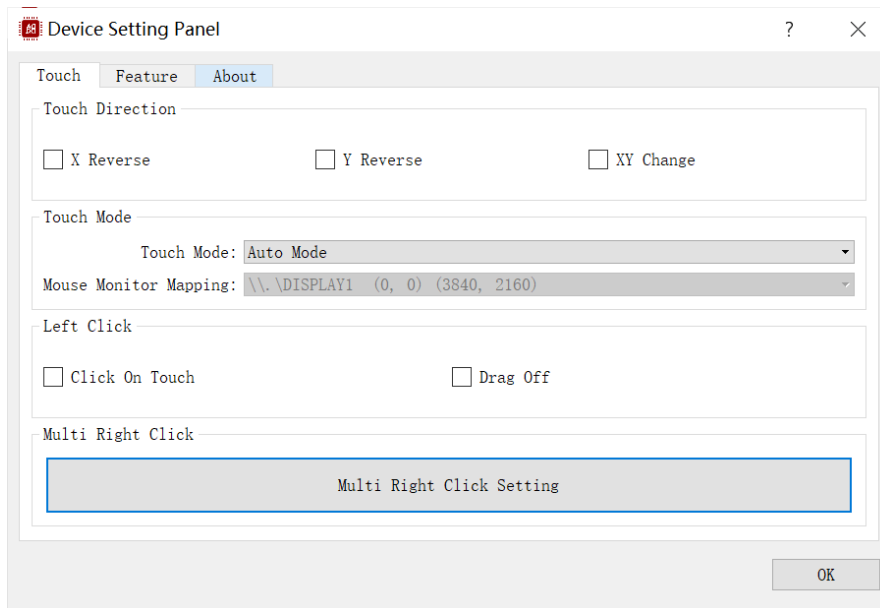 Device Setting Panel ?
Touch Feature About
Touch Direction
X Reverse Y Reverse XY Change
Touch Mode
Touch Mode: Auto Mode
Mouse Monitor Mapping: \\.\DISPLAY1 (0, 0) (3840, 2160)
Left Click
Click On Touch Drag Off
Multi Right Click
Multi Right Click Setting
OK